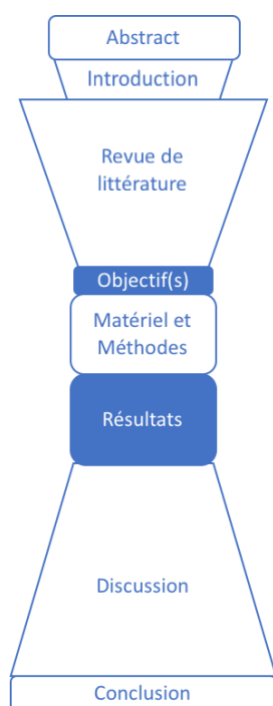 Abstract
Introduction
Revue de
littérature
Objectif(s)
Matériel et
Méthodes
Résultats
Discussion
Conclusion